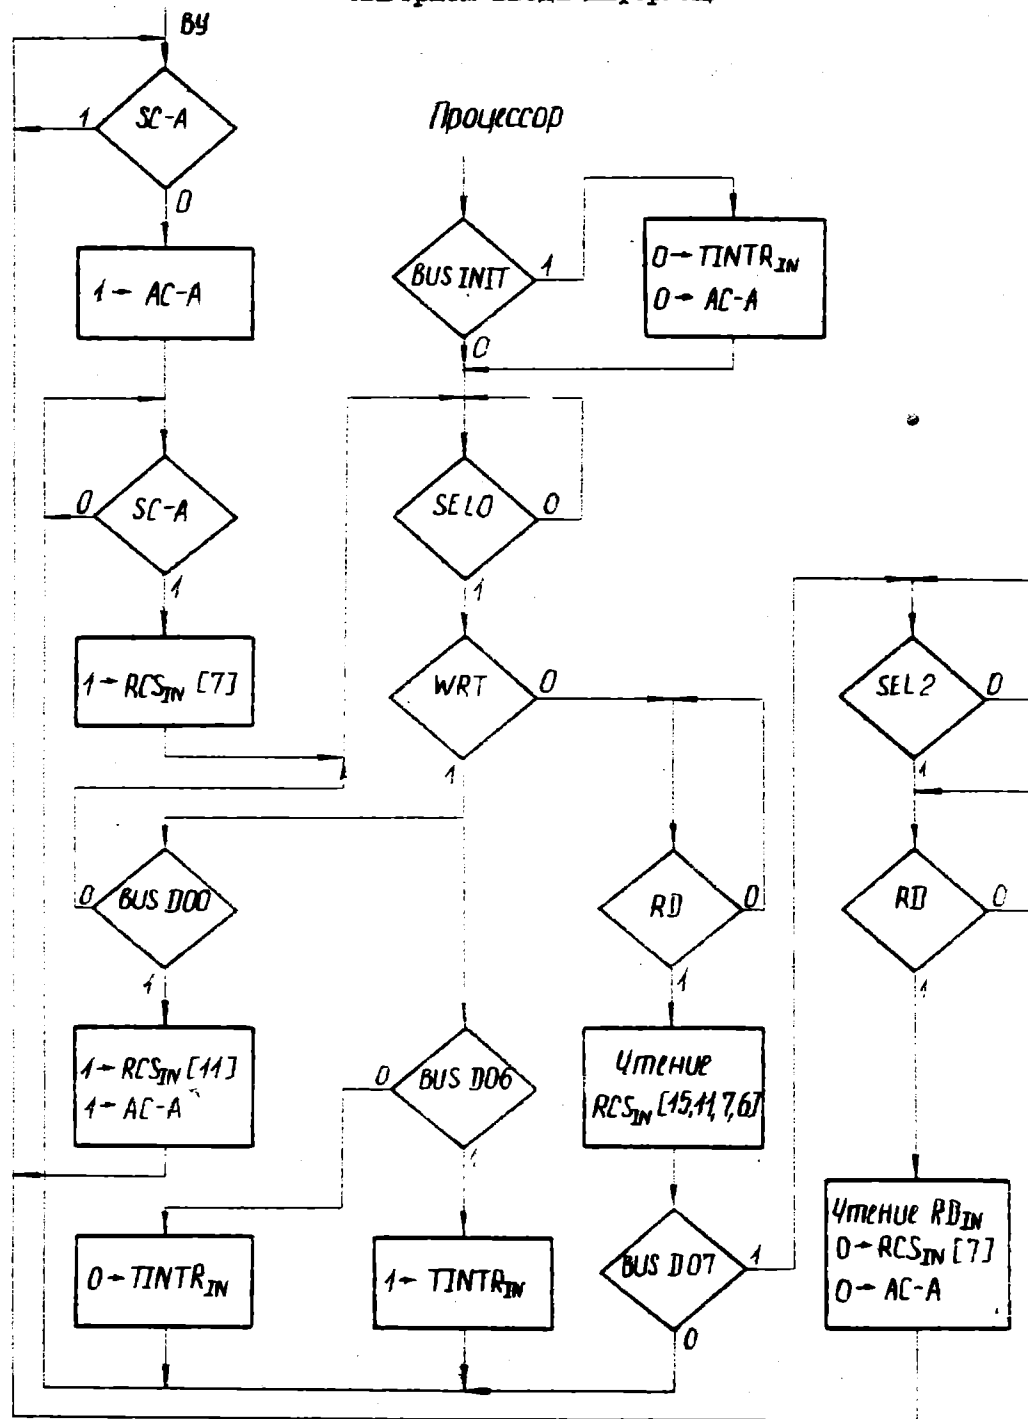 ВУ
SC-A
1
0
1→ AC-A
SC-A
0
1
1→RCS_IN [7]
Процессор
BUS INIT
1
0
0→TINTR_IN
0→ AC-A
SEL0
0
1
WRT
0
1
BUS D00
0
1
1→RCS_IN [11]
1→ AC-A
BUS D06
0
1
0→TINTR_IN
1→ TINTR_IN
RD
0
1
Чтение
RCS_IN [15,11,7,6]
BUS D07
1
0
SEL2
0
1
RD
0
1
Чтение RD_IN
0→RCS_IN [7]
0→ AC-A